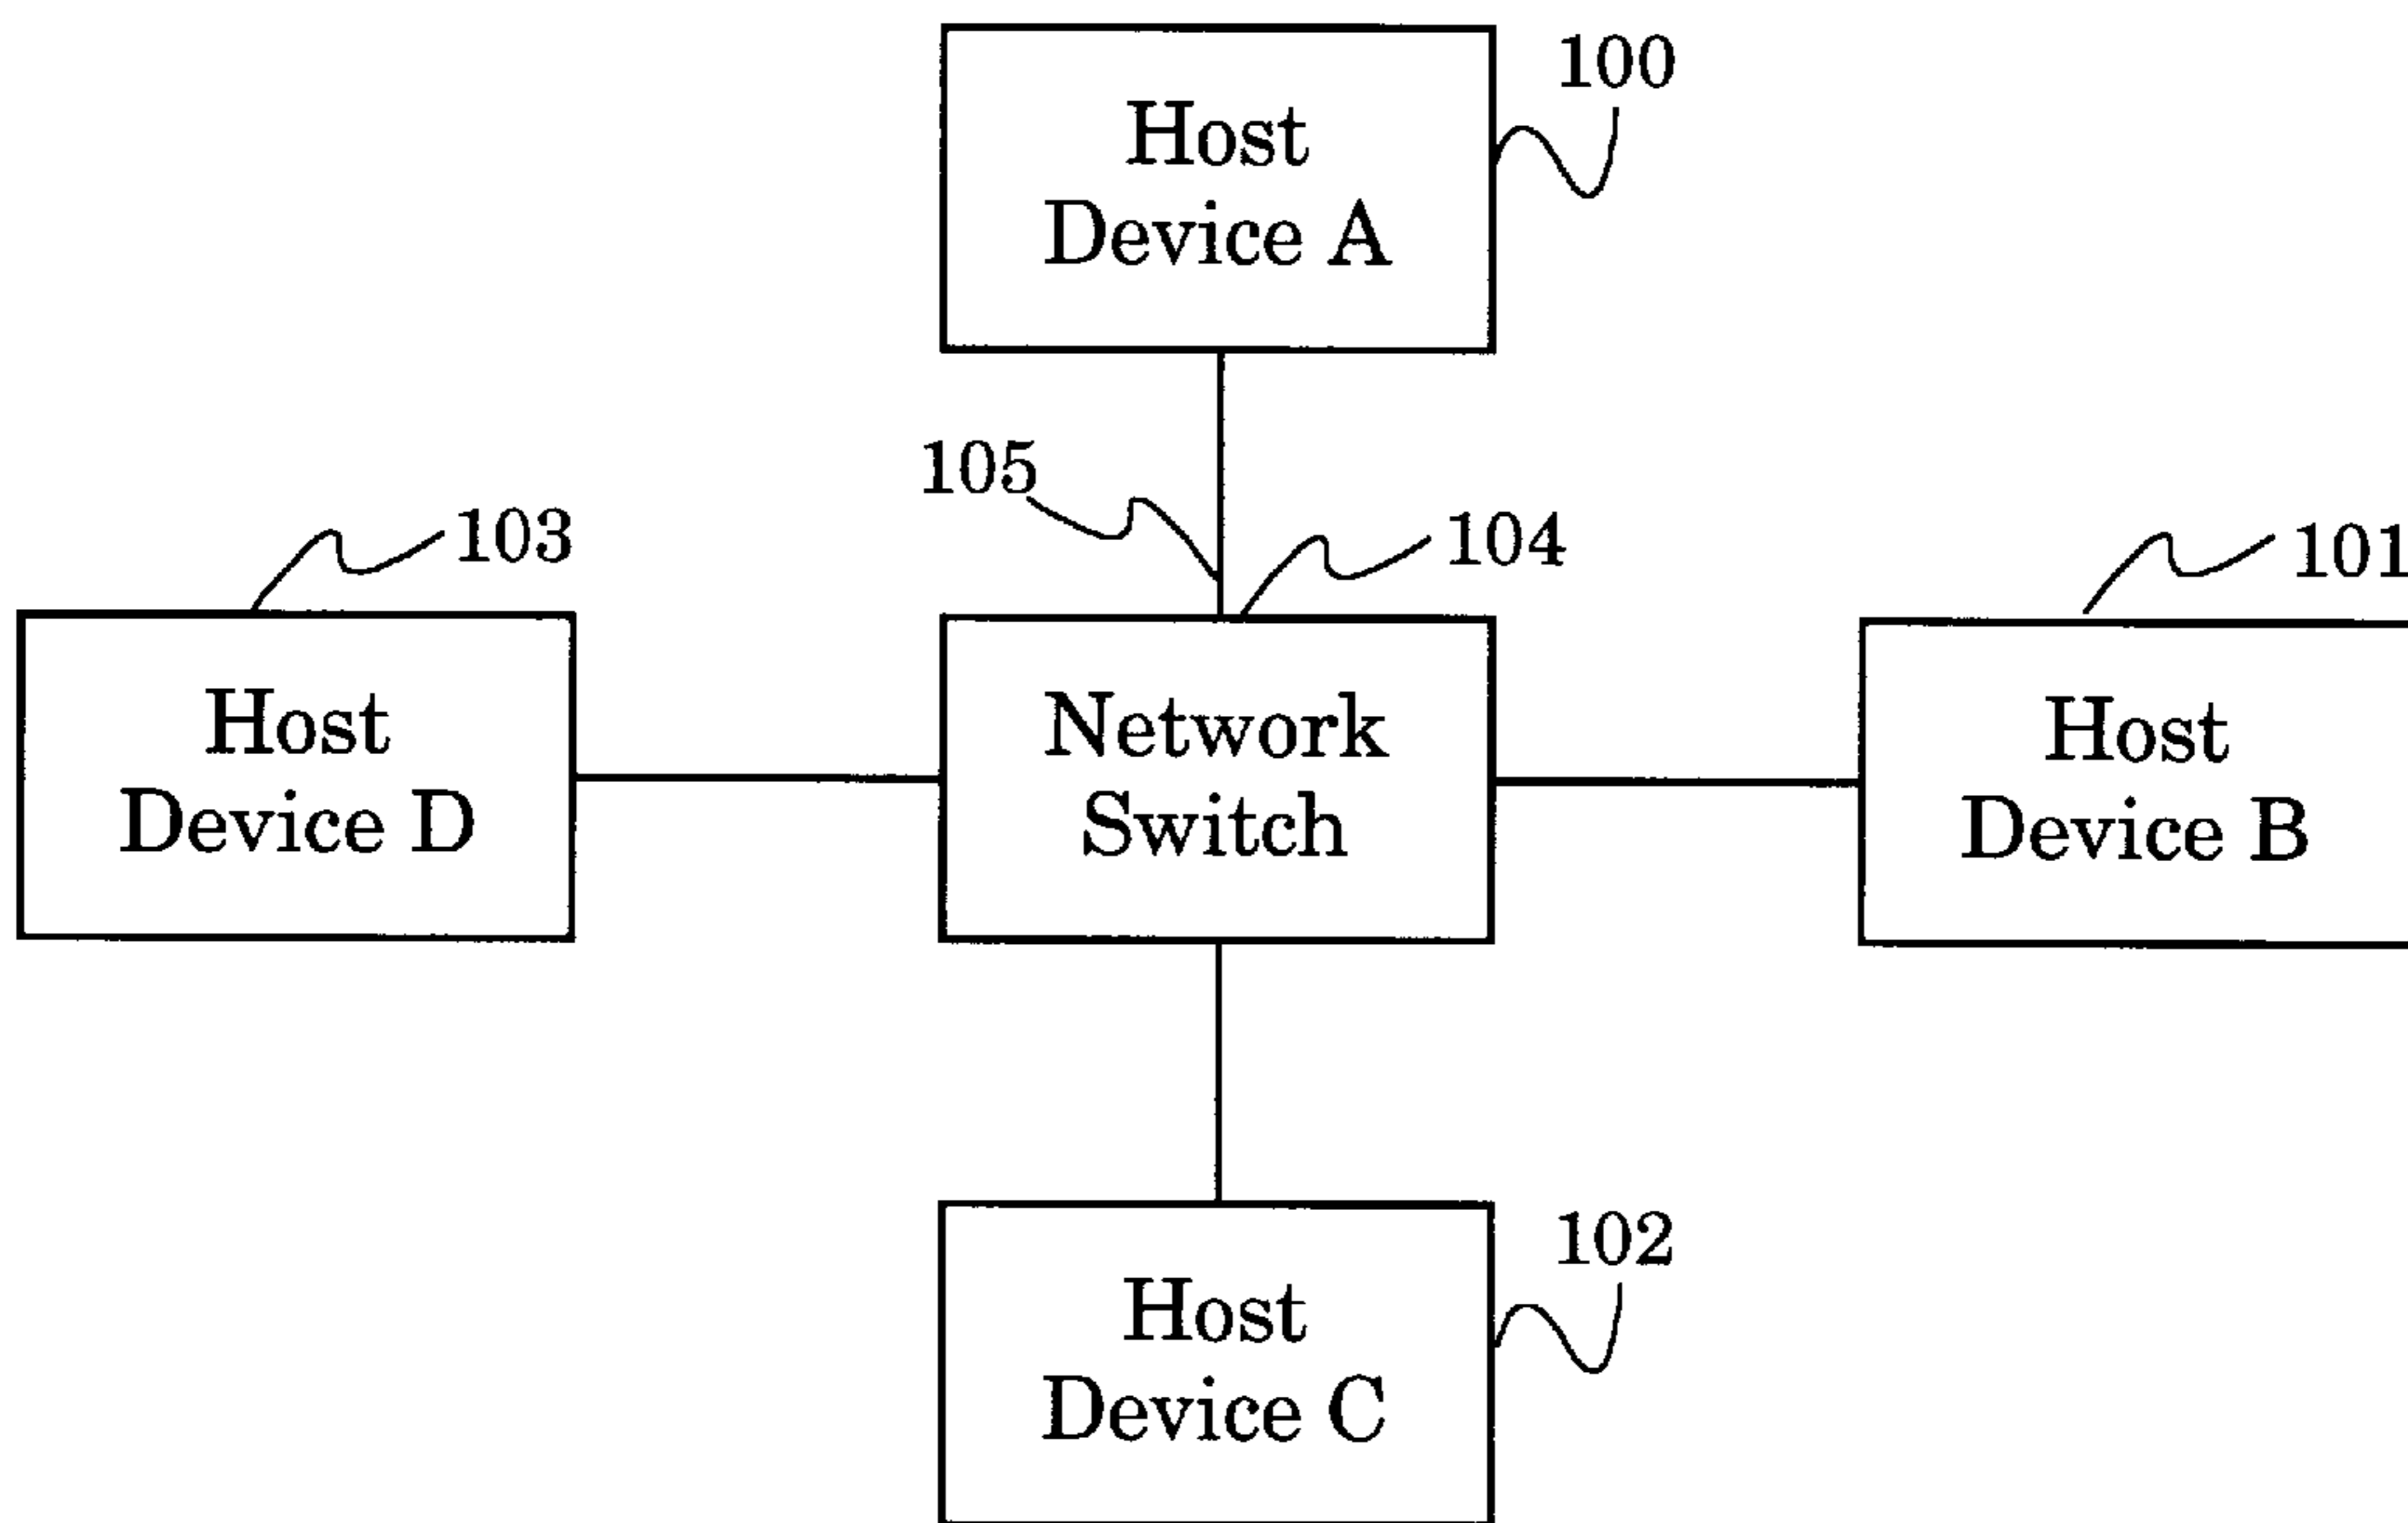 100
Host
Device A
105
103
104
101
Host
Device D
Network
Switch
Host
Device B
102
Host
Device C